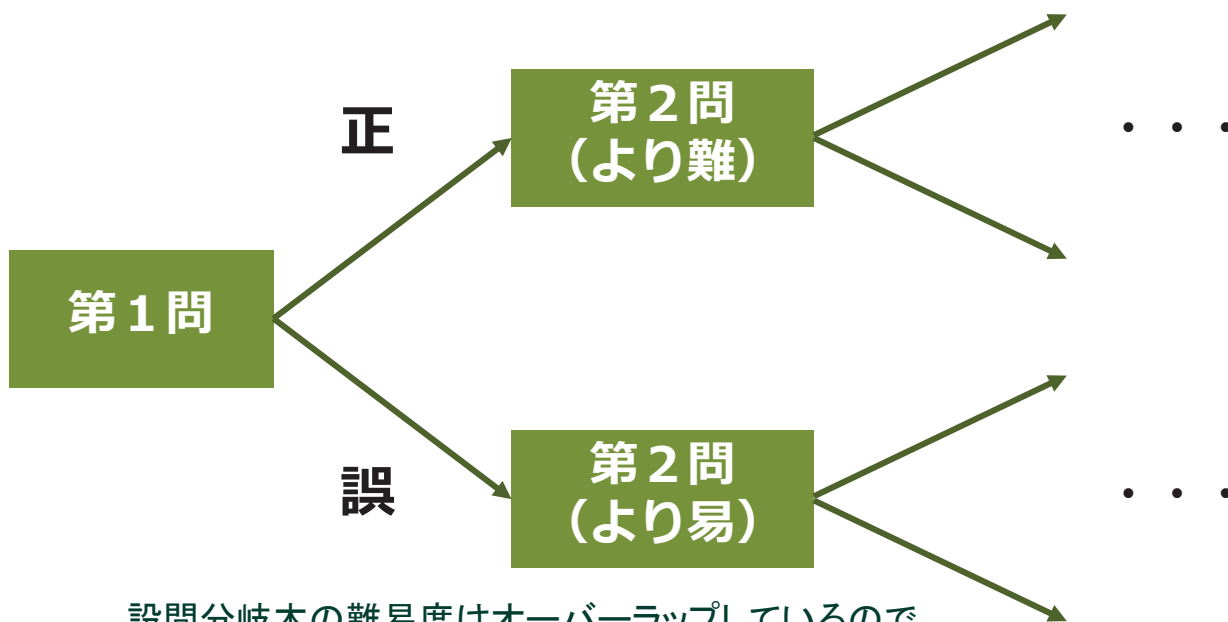 正
第２問
（より難）
・・・
第１問
誤
第２問
（より易）
・・・
設問分岐木の難易度はオーバーラップしているので